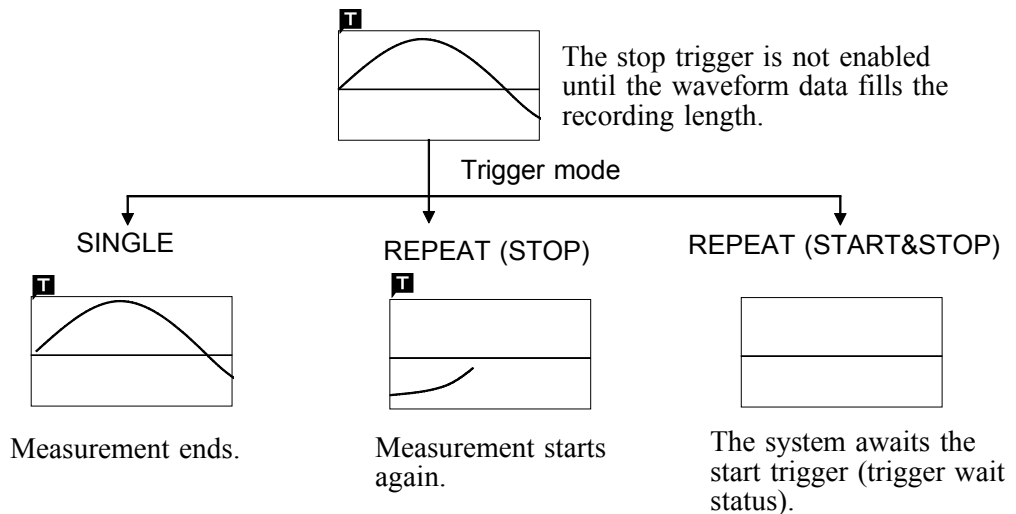 T
The stop trigger is not enabled
until the waveform data fills the
recording length.
Trigger mode
SINGLE
REPEAT (STOP)
REPEAT (START&STOP)
T
T
Measurement ends.
Measurement starts
again.
The system awaits the
start trigger (trigger wait
status).